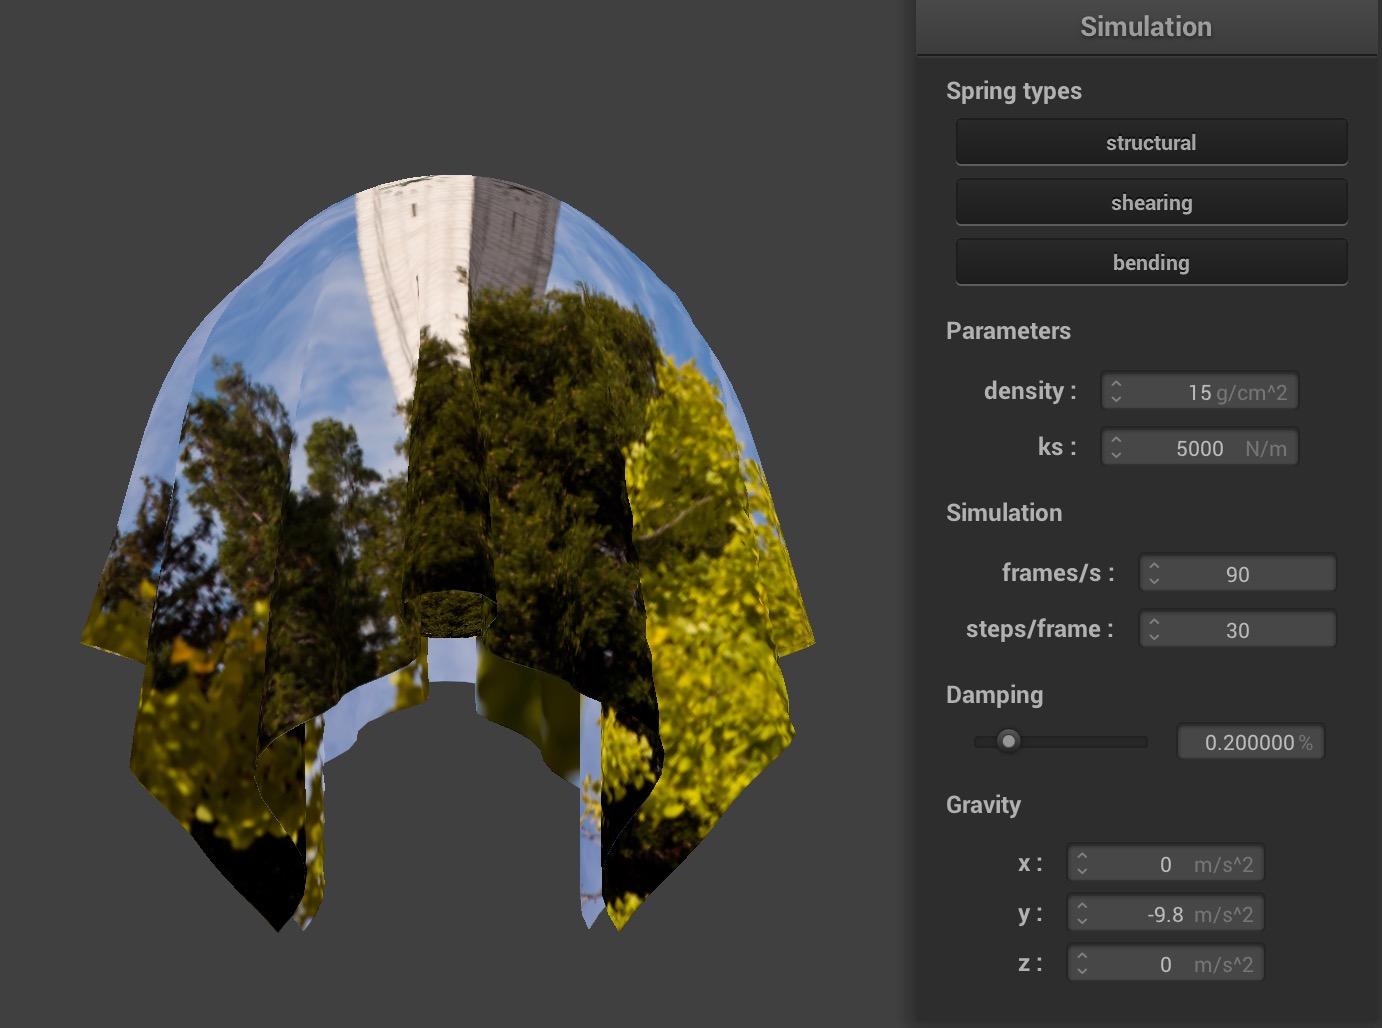 Simulation
Spring types
structural
shearing
bending
Parameters
density : 15 g/cm^2
ks : 5000 N/m
Simulation
frames/s : 90
steps/frame : 30
Damping
0.200000 %
Gravity
x : 0 m/s^2
y : -9.8 m/s^2
z : 0 m/s^2